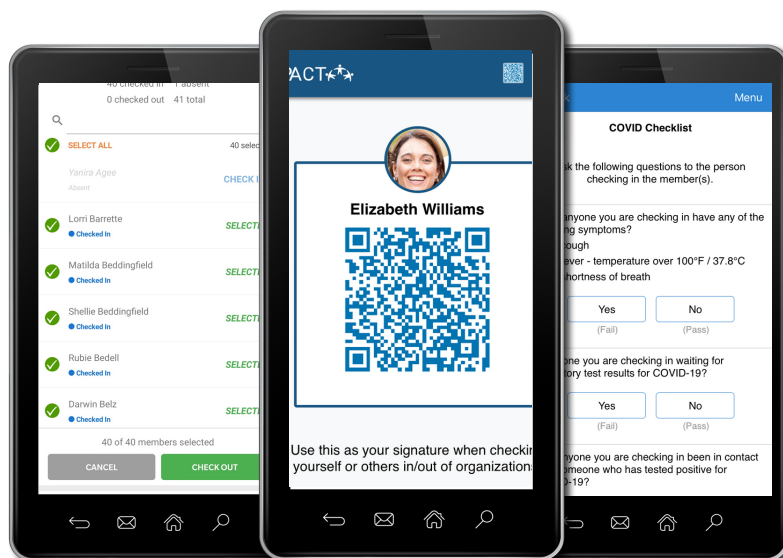 40 checked in 1 absent
0 checked out 41 total
SELECT ALL
40 selec
Yanira Agee
Absent
CHECK I
Lorri Barrette
Checked In
SELECT
Matilda Beddingfield
Checked In
SELECT
Shellie Beddingfield
Checked In
SELECT
Rubie Bedell
Checked In
SELECT
Darwin Belz
Checked In
SELECT
40 of 40 members selected
CANCEL
CHECK OUT
PACT
Elizabeth Williams
Use this as your signature when checkin
yourself or others in/out of organization
Menu
COVID Checklist
sk the following questions to the person
checking in the member(s).
anyone you are checking in have any of the
ng symptoms?
ough
ever - temperature over 100°F / 37.8°C
hortness of breath
Yes
No
(Fail)
(Pass)
one you are checking in waiting for
tory test results for COVID-19?
Yes
No
(Fail)
(Pass)
nyone you are checking in been in contact
omeone who has tested positive for
D-19?